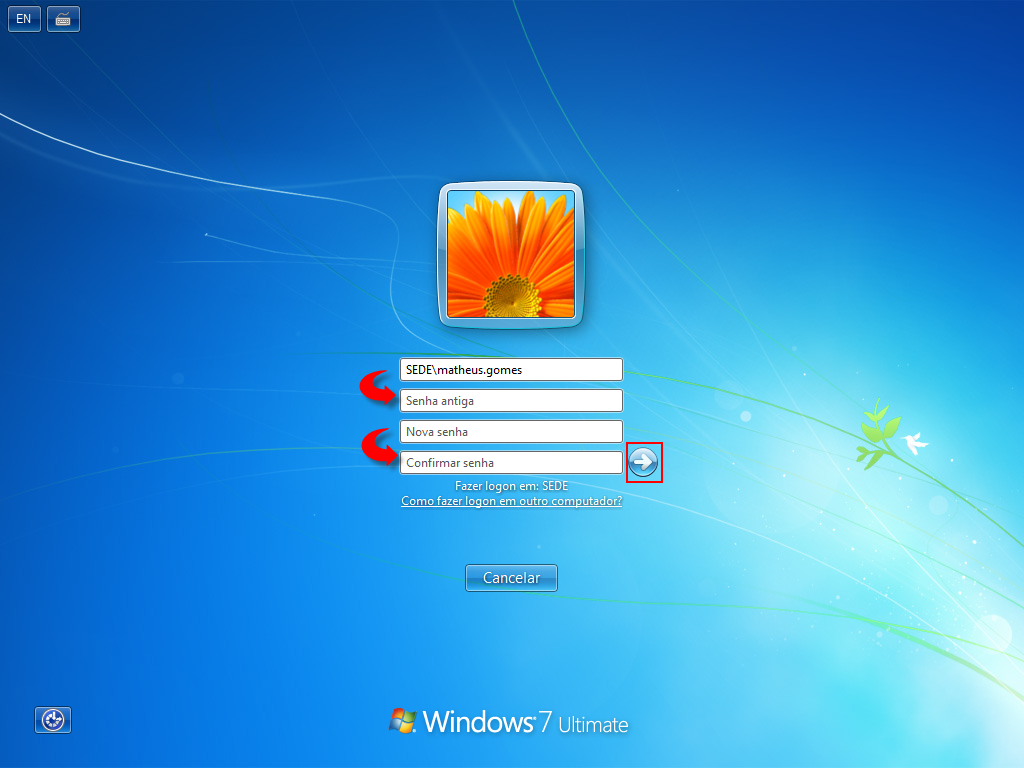 EN
SEDE\matheus.gomes
Senha antiga
Nova senha
Confirmar senha
Fazer logon em: SEDE
Como fazer logon em outro computador?
Cancelar
Windows 7 Ultimate